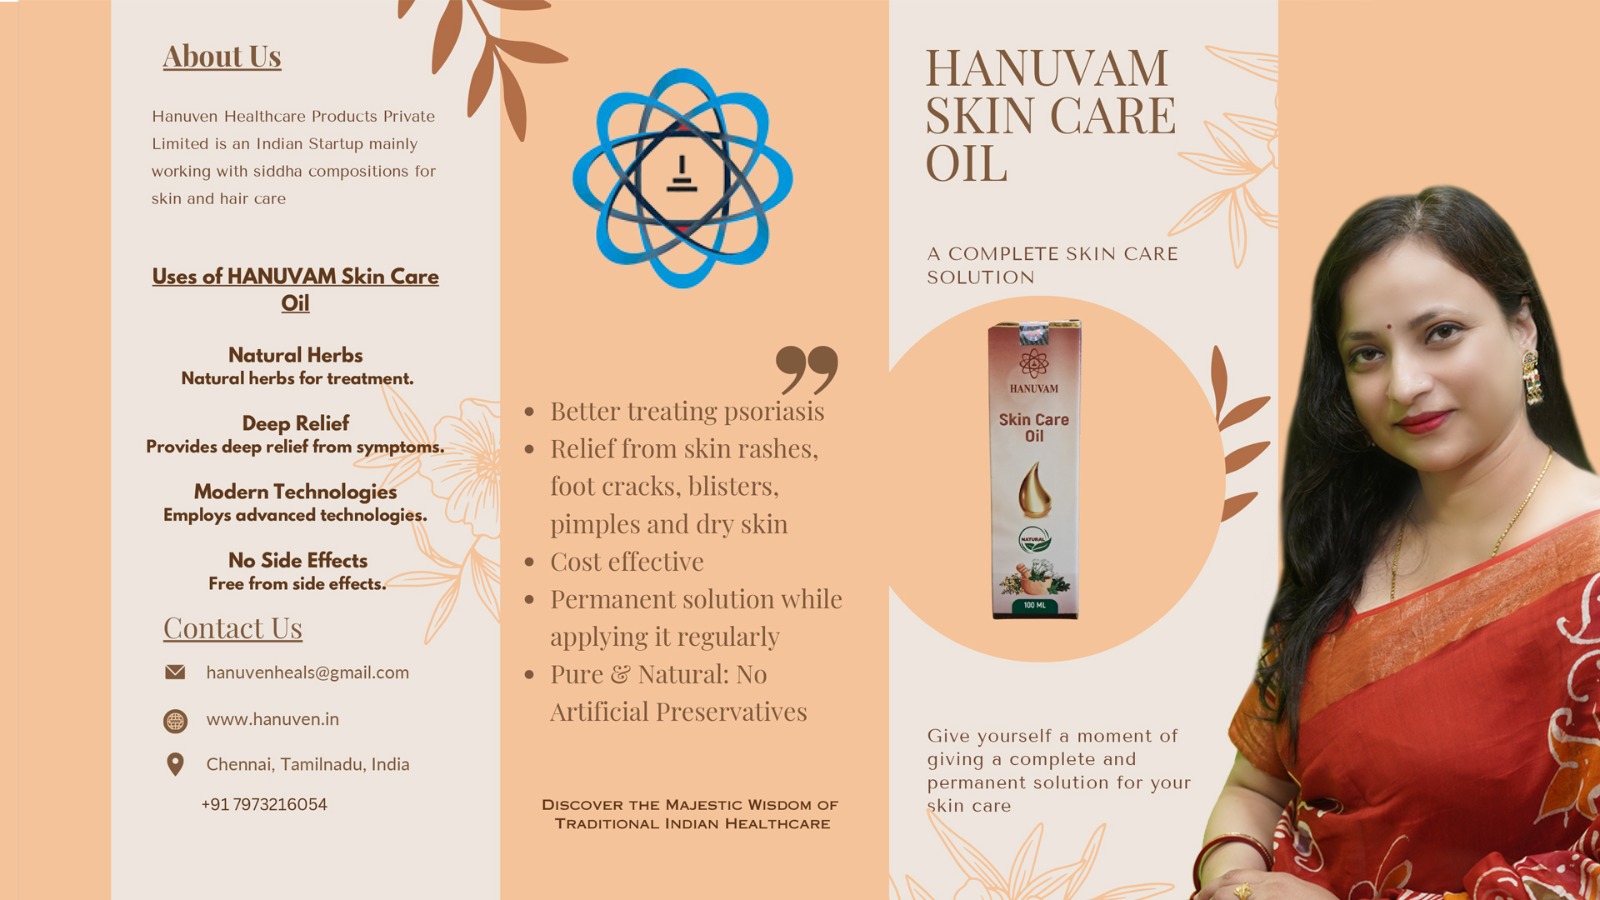 About Us
Hanuven Healthcare Products Private
Limited is an Indian Startup mainly
working with siddha compositions for
skin and hair care
Uses of HANUVAM Skin Care
Oil
Natural Herbs
Natural herbs for treatment.
Deep Relief
Provides deep relief from symptoms.
Modern Technologies
Employs advanced technologies.
No Side Effects
Free from side effects.
Contact Us
hanuvenheals@gmail.com
www.hanuven.in
Chennai, Tamilnadu, India
+91 7973216054
”
• Better treating psoriasis
• Relief from skin rashes,
foot cracks, blisters,
pimples and dry skin
• Cost effective
• Permanent solution while
applying it regularly
• Pure & Natural: No
Artificial Preservatives
DISCOVER THE MAJESTIC WISDOM OF
TRADITIONAL INDIAN HEALTHCARE
HANUVAM
SKIN CARE
OIL
A COMPLETE SKIN CARE
SOLUTION
HANUVAM
Skin Care
Oil
NATURAL
100 ML
Give yourself a moment of
giving a complete and
permanent solution for your
skin care